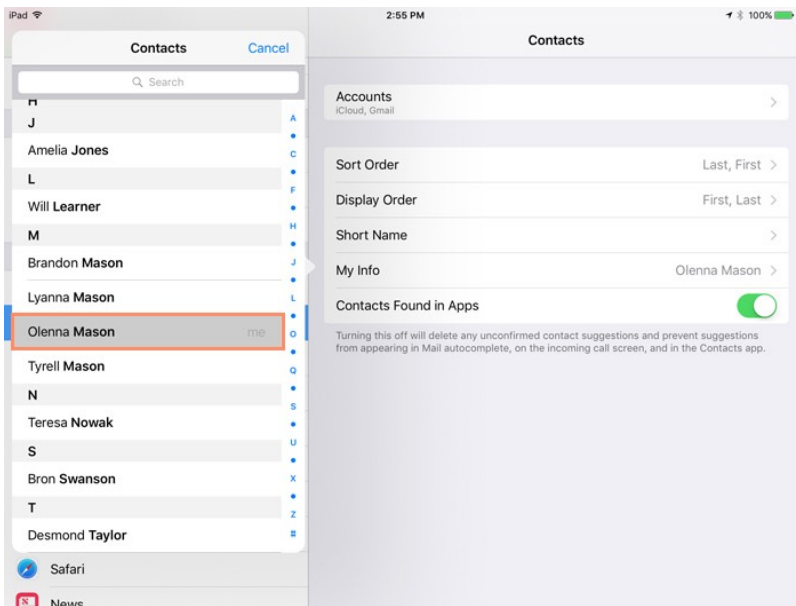 iPad
2:55 PM
100%
Contacts
Cancel
Search
H
J
Amelia Jones
L
Will Learner
M
Brandon Mason
Lyanna Mason
Olenna Mason me
Tyrell Mason
N
Teresa Nowak
S
Bron Swanson
T
Desmond Taylor
A
C
F
H
J
L
O
Q
S
U
X
Z
#
Safari
News
Contacts
Accounts
iCloud, Gmail
Sort Order Last, First
Display Order First, Last
Short Name
My Info Olenna Mason
Contacts Found in Apps
Turning this off will delete any unconfirmed contact suggestions and prevent suggestions
from appearing in Mail autocomplete, on the incoming call screen, and in the Contacts app.